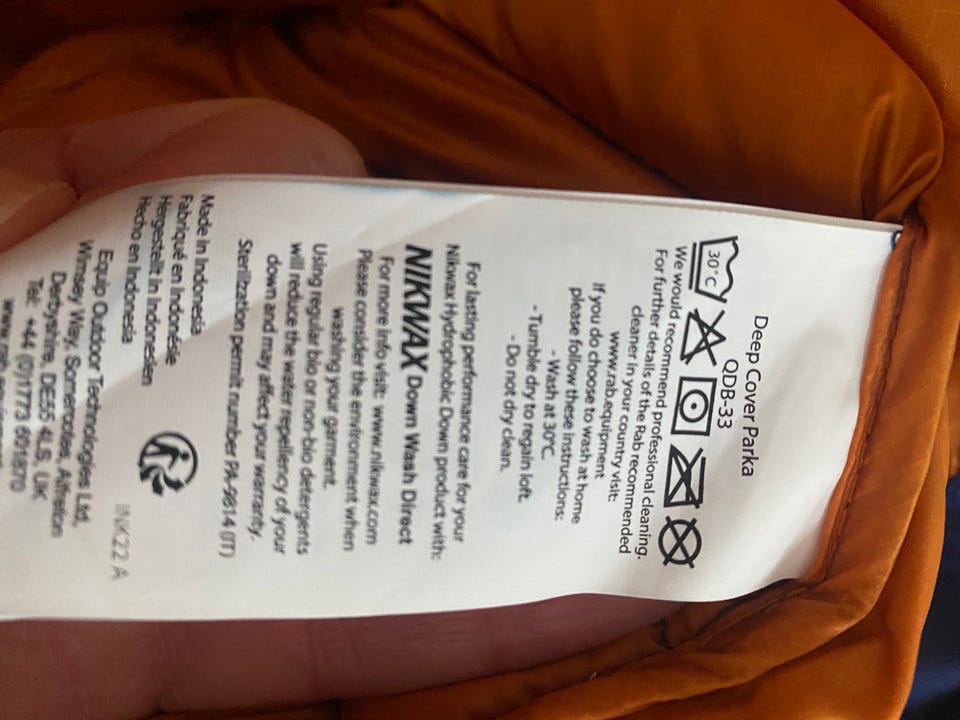 Deep Cover Parka
QDB-33
30°C
We would recommend professional cleaning.
For further details of the Rab recommended
cleaner in your country visit:
www.rab.equipment
If you do choose to wash at home
please follow these instructions:
- Wash at 30°C.
- Tumble dry to regain loft.
- Do not dry clean.
For lasting performance care for your
Nikwax Hydrophobic Down product with:
NIKWAX Down Wash Direct
For more info visit: www.nikwax.com
Please consider the environment when
washing your garment.
Using regular bio or non-bio detergents
will reduce the water repellency of your
down and may affect your warranty.
Sterilization permit number PA-9814 (IT)
Made in Indonesia
Fabriqué en Indonésie
Hergestellt in Indonesien
Hecho en Indonesia
INK22 A
Equip Outdoor Technologies Ltd,
Winsey Way, Somercotes, Alfreton
Derbyshire, DE55 4LS, UK
Tel: +44 (0)1773 601870